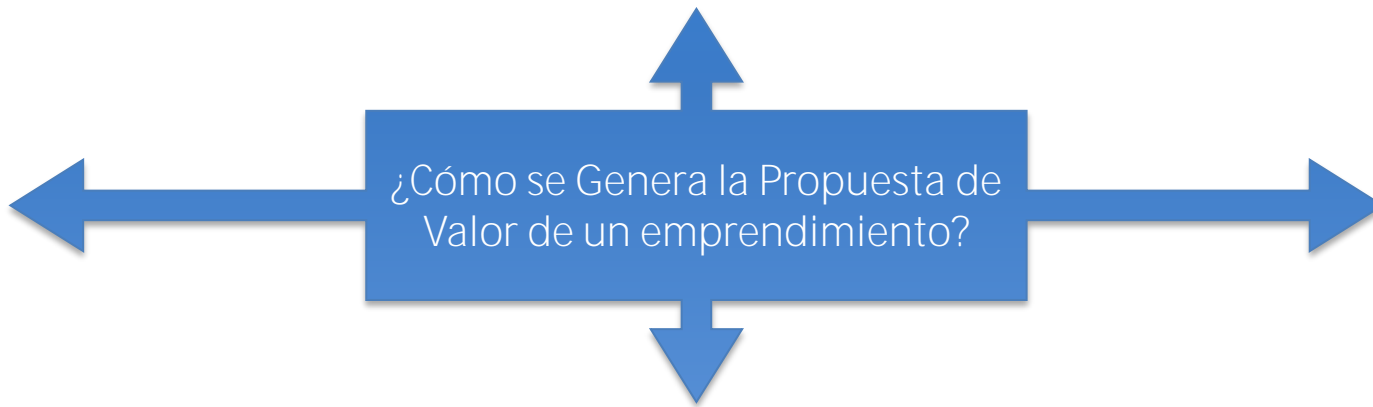 ¿Cómo se Genera la Propuesta de
Valor de un emprendimiento?